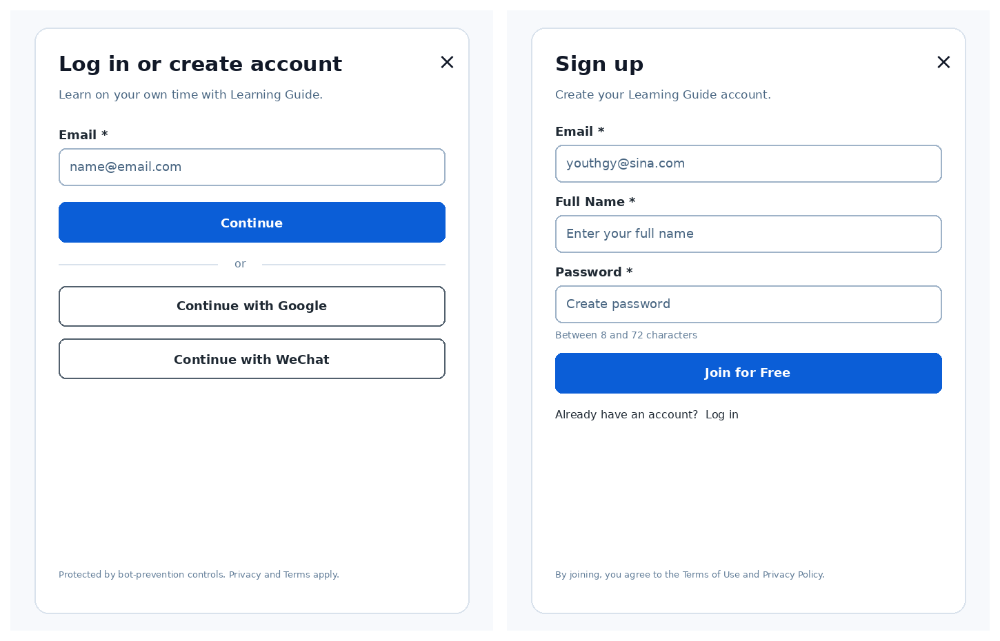 Log in or create account
Learn on your own time with Learning Guide.
Email *
name@email.com
Continue
or
Continue with Google
Continue with WeChat
Protected by bot-prevention controls. Privacy and Terms apply.
Sign up
Create your Learning Guide account.
Email *
youthgy@sina.com
Full Name *
Enter your full name
Password *
Create password
Between 8 and 72 characters
Join for Free
Already have an account? Log in
By joining, you agree to the Terms of Use and Privacy Policy.